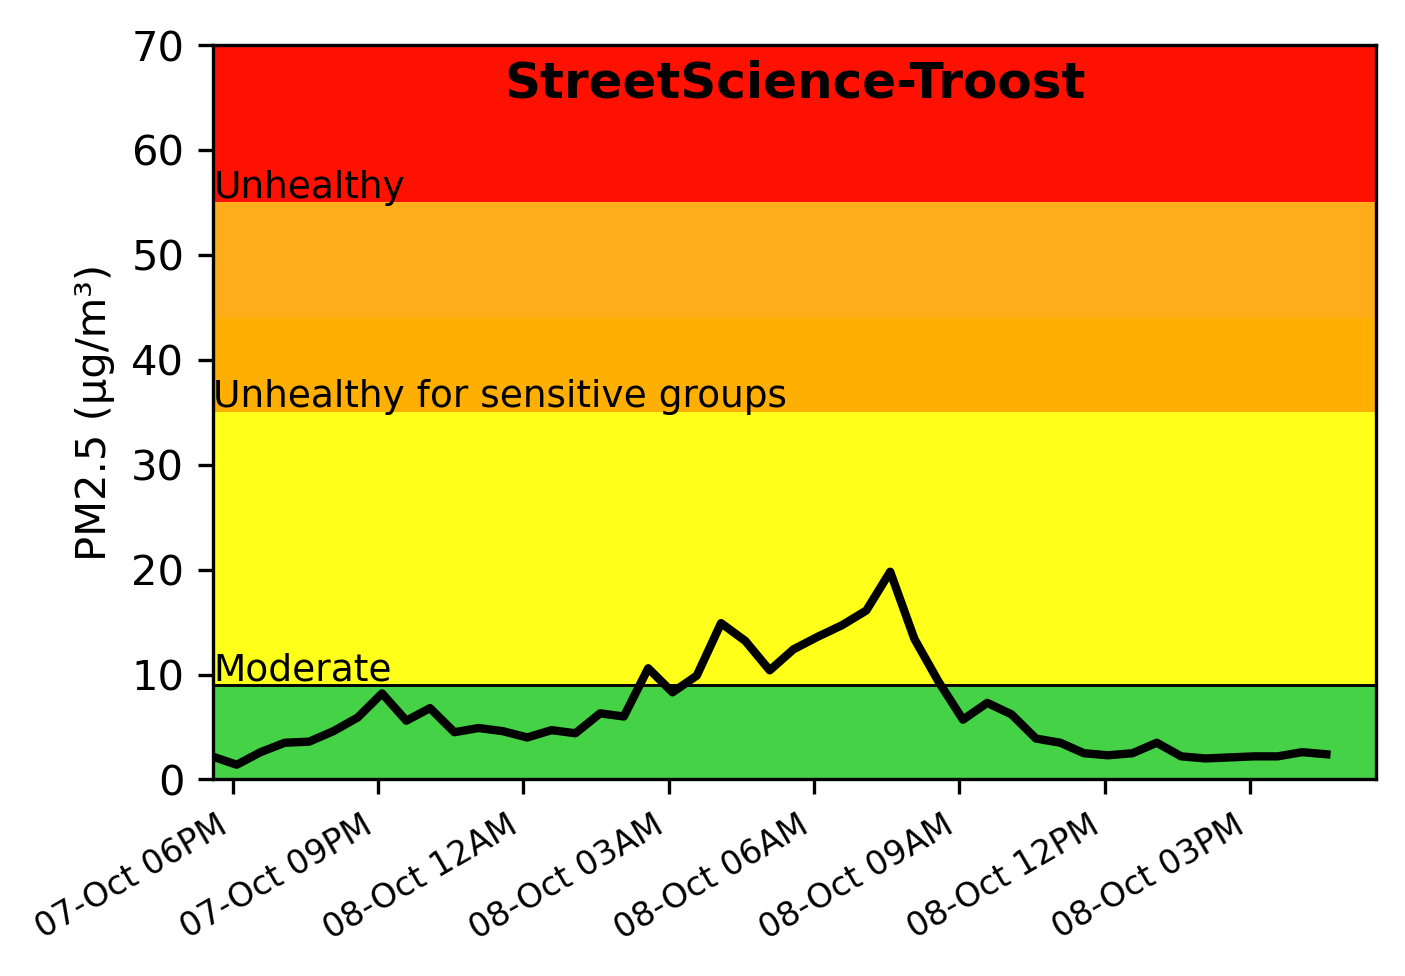 StreetScience-Troost
PM2.5 (µg/m³)
70
60
50
40
30
20
10
0
Unhealthy
Unhealthy for sensitive groups
Moderate
07-Oct 06PM
07-Oct 09PM
08-Oct 12AM
08-Oct 03AM
08-Oct 06AM
08-Oct 09AM
08-Oct 12PM
08-Oct 03PM